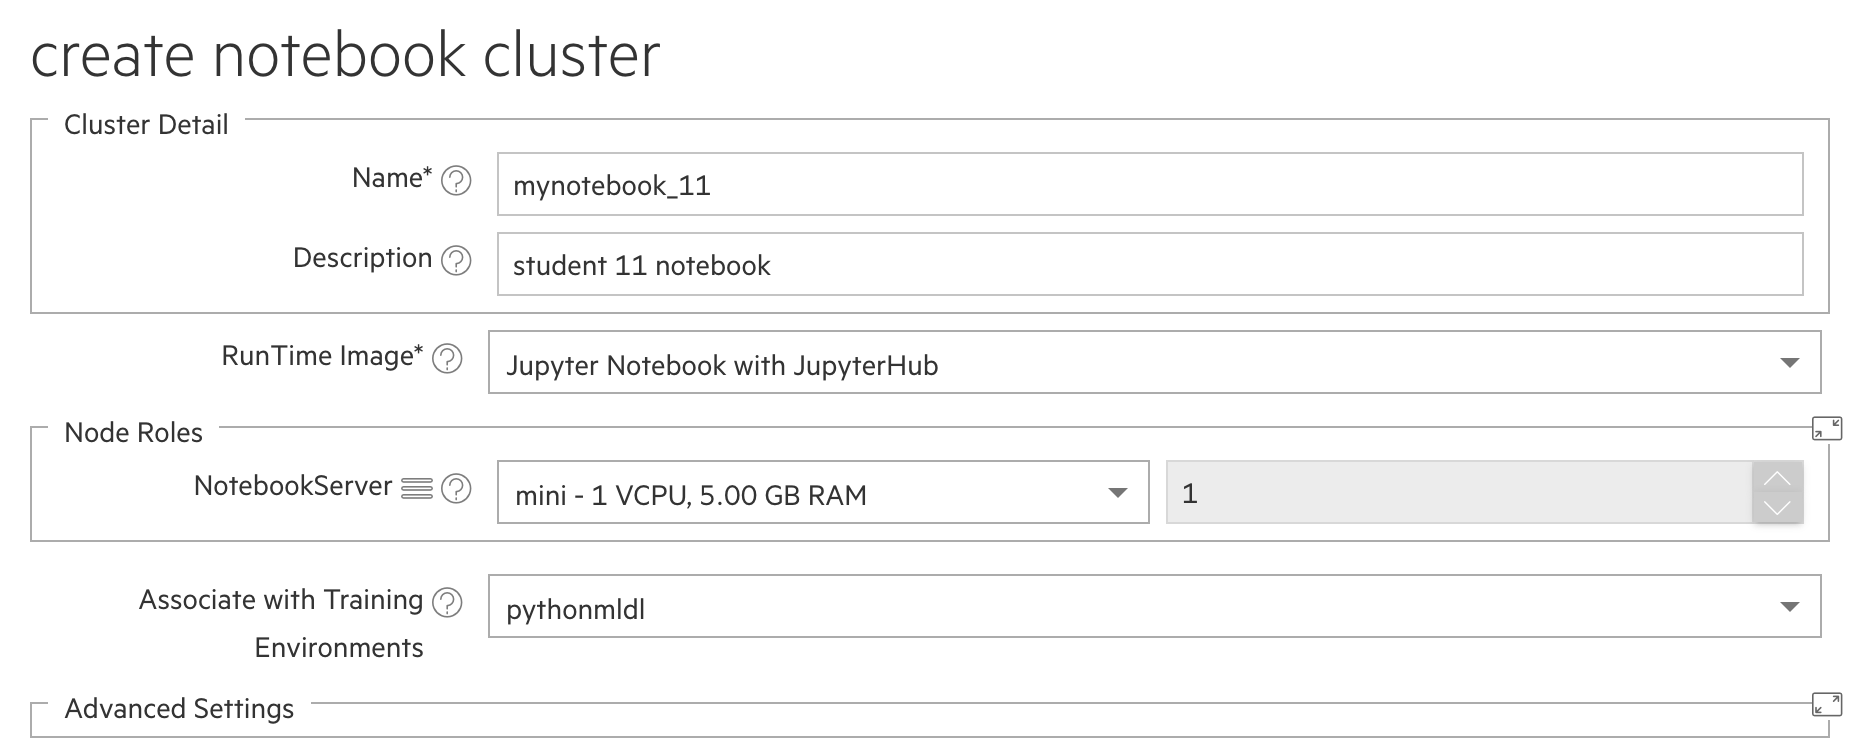 create notebook cluster
Cluster Detail
Name* ?
mynotebook_11
Description ?
student 11 notebook
RunTime Image* ?
Jupyter Notebook with JupyterHub
Node Roles
NotebookServer ?
mini - 1 VCPU, 5.00 GB RAM
1
Associate with Training ?
Environments
pythonmldl
Advanced Settings